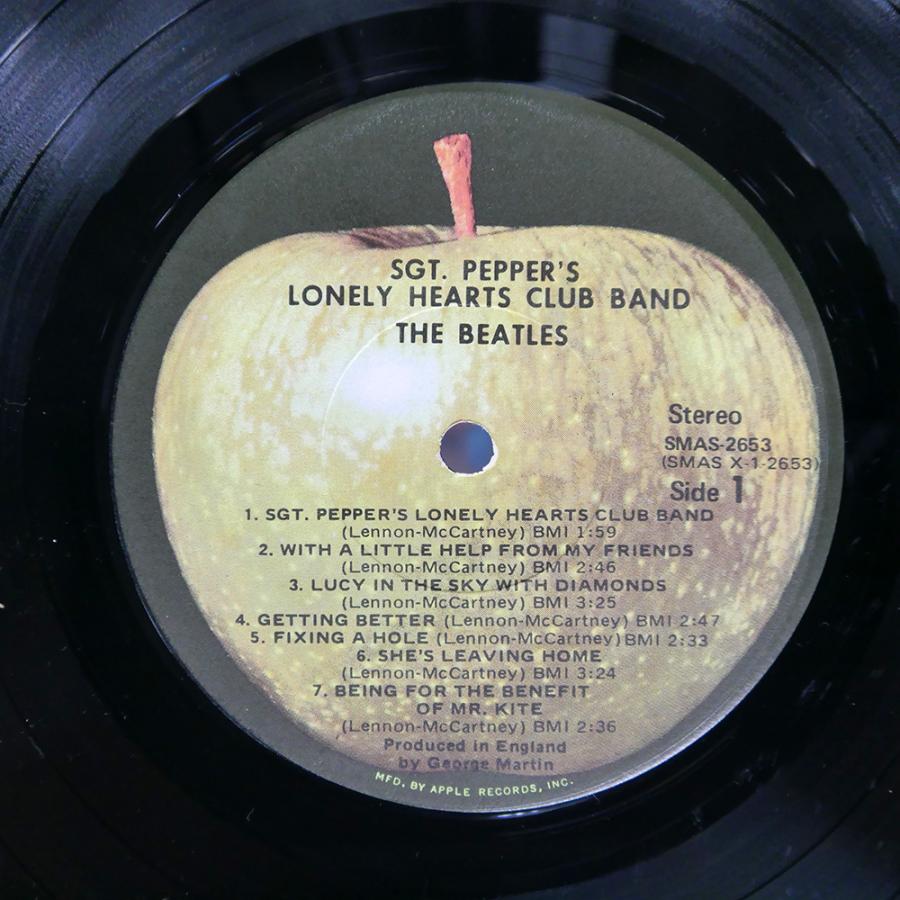 SGT. PEPPER'S
LONELY HEARTS CLUB BAND
THE BEATLES
Stereo
SMAS-2653
(SMAS X-1-2653)
Side 1
1. SGT. PEPPER'S LONELY HEARTS CLUB BAND
(Lennon-McCartney) BMI 1:59
2. WITH A LITTLE HELP FROM MY FRIENDS
(Lennon-McCartney) BMI 2:46
3. LUCY IN THE SKY WITH DIAMONDS
(Lennon-McCartney) BMI 3:25
4. GETTING BETTER (Lennon-McCartney) BMI 2:47
5. FIXING A HOLE (Lennon-McCartney) BMI 2:33
6. SHE'S LEAVING HOME
(Lennon-McCartney) BMI 3:24
7. BEING FOR THE BENEFIT
OF MR. KITE
(Lennon-McCartney) BMI 2:36
Produced in England
by George Martin
MFD. BY APPLE RECORDS, INC.